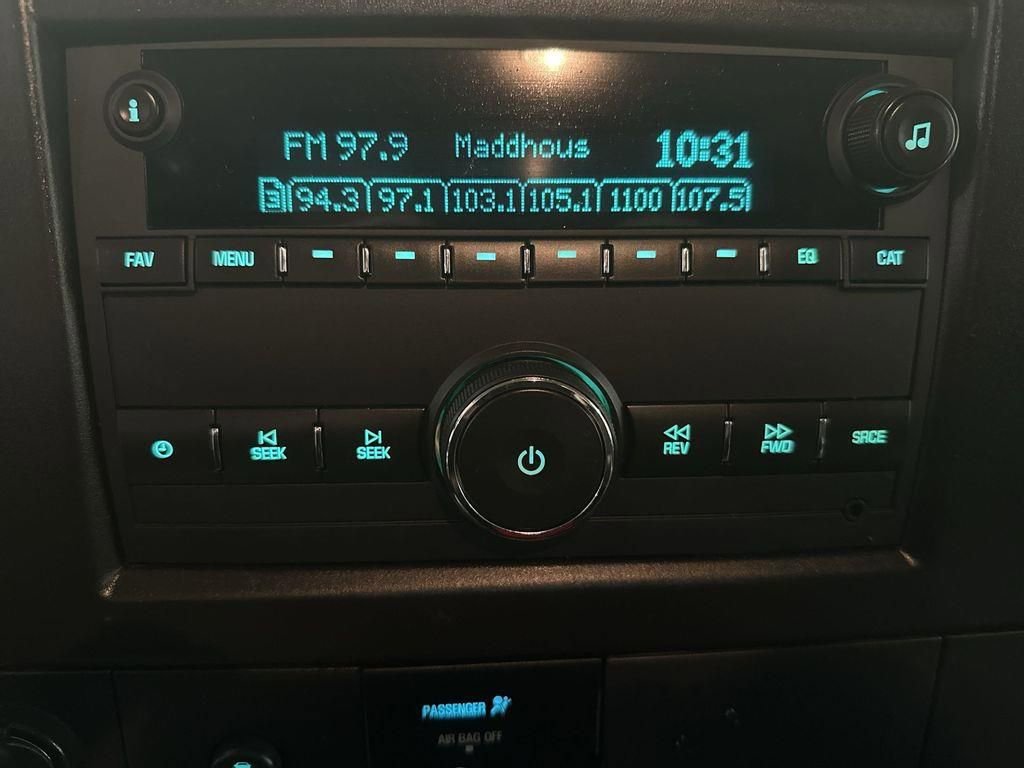 i
FM 97.9 Maddhous 10:31
3 94.3 97.1 103.1 105.1 1100 107.5
FAV MENU EQ CAT
SEEK SEEK REV FWD SRCE
PASSENGER
AIR BAG OFF